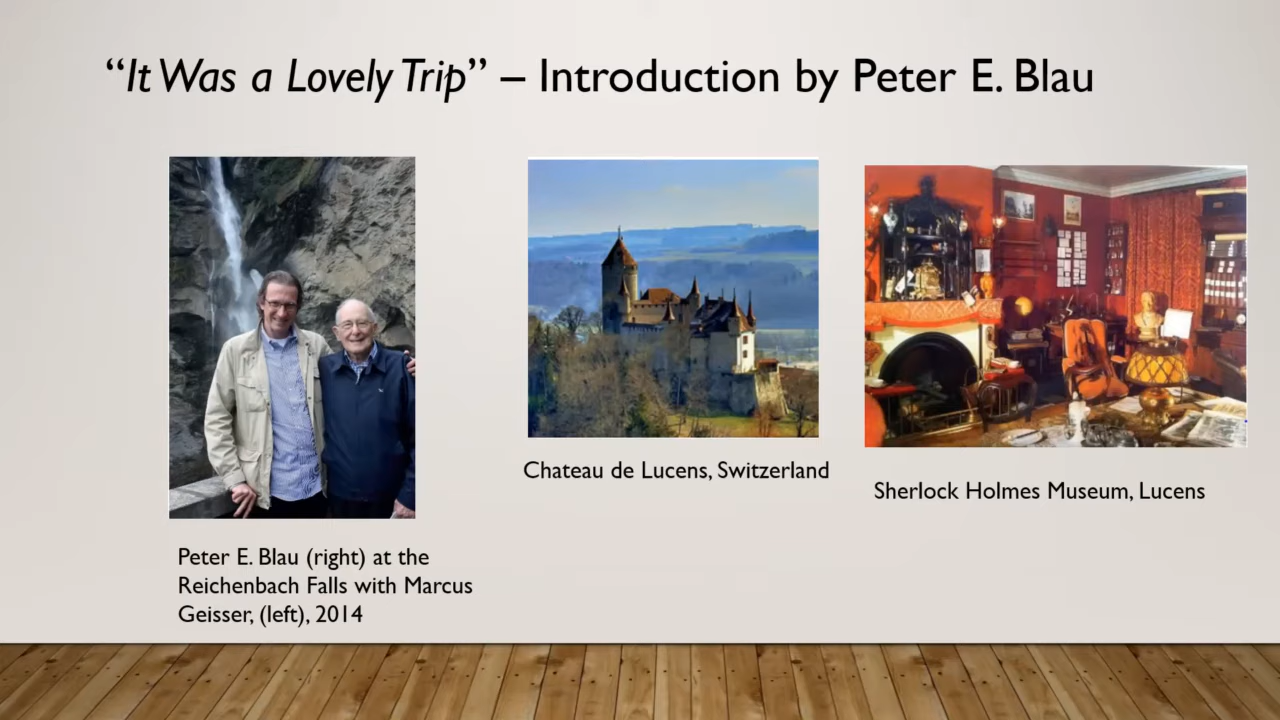 “It Was a Lovely Trip” – Introduction by Peter E. Blau
Chateau de Lucens, Switzerland
Sherlock Holmes Museum, Lucens
Peter E. Blau (right) at the
Reichenbach Falls with Marcus
Geisser, (left), 2014